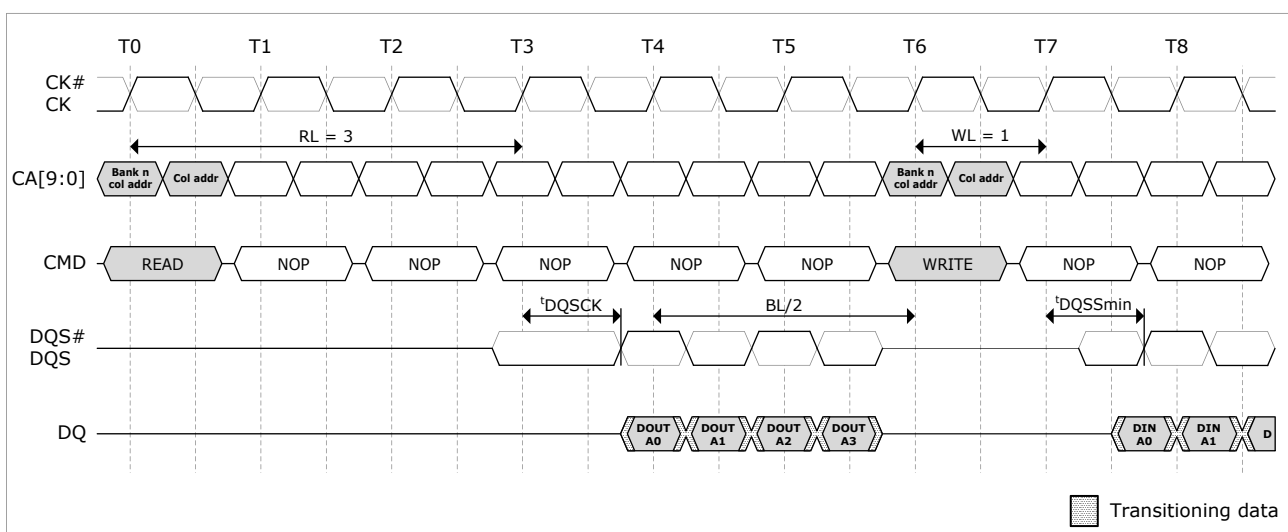 T0 T1 T2 T3 T4 T5 T6 T7 T8
CK#
CK
RL = 3 WL = 1
CA[9:0] Bank n col addr Col addr Bank n col addr Col addr
CMD READ NOP NOP NOP NOP NOP WRITE NOP NOP
tDQSCK BL/2 tDQSSmin
DQS#
DQS
DQ DOUT A0 DOUT A1 DOUT A2 DOUT A3 DIN A0 DIN A1 D
Transitioning data